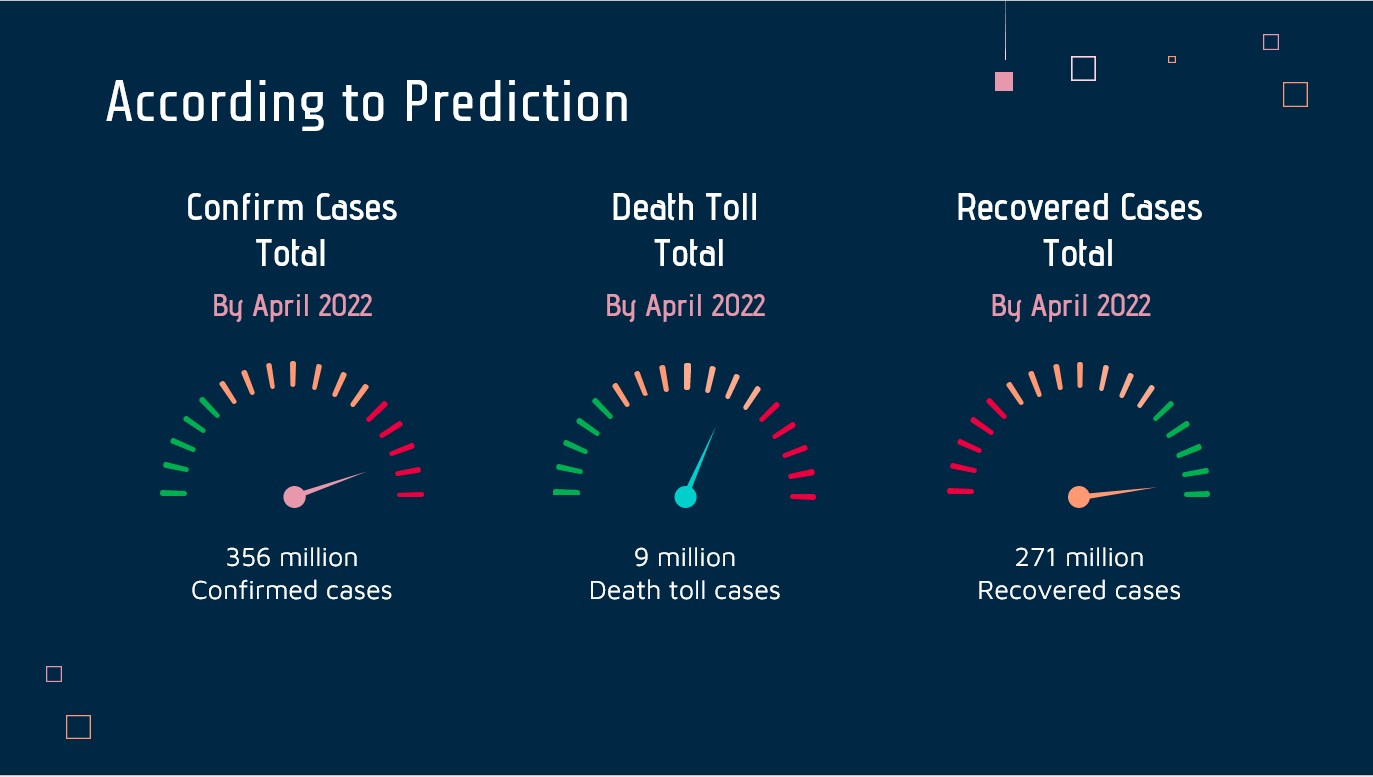 According to Prediction
Confirm Cases
Total
By April 2022
356 million
Confirmed cases
Death Toll
Total
By April 2022
9 million
Death toll cases
Recovered Cases
Total
By April 2022
271 million
Recovered cases